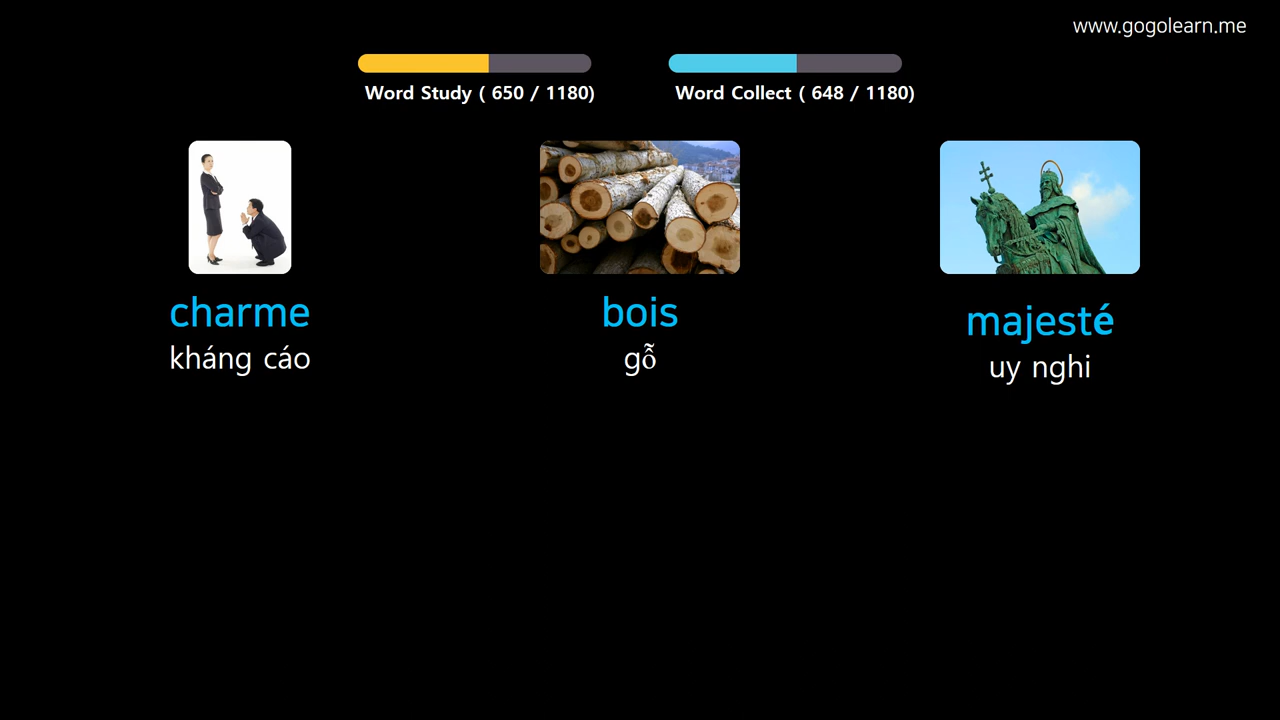 www.gogolearn.me
Word Study ( 650 / 1180)
Word Collect ( 648 / 1180)
charme
kháng cáo
bois
gỗ
majesté
uy nghi